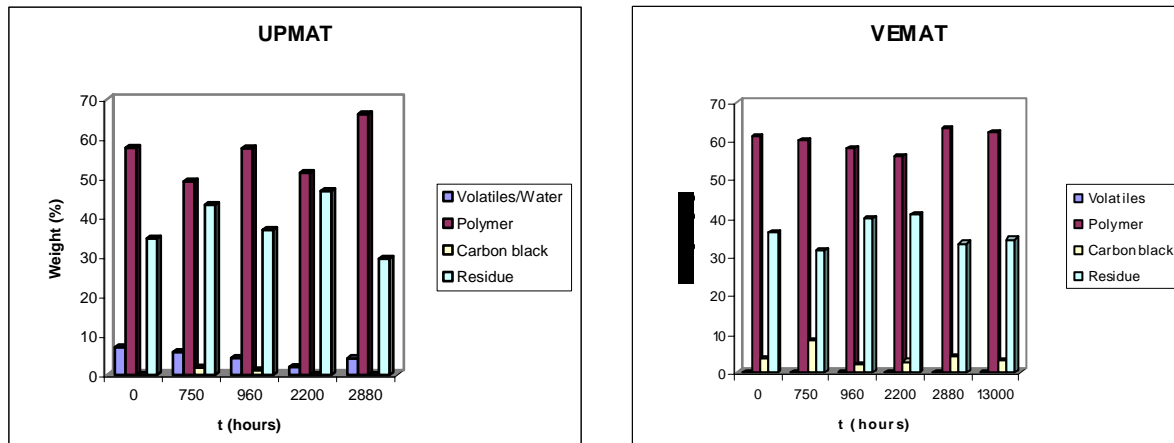 UPMAT
70
60
50
40
30
20
10
0
Weight (%)
0 750 960 2200 2880
t (hours)
Volatiles/Water
Polymer
Carbon black
Residue
VEMAT
70
60
50
40
30
20
10
0
0 750 960 2200 2880 13000
t (hours)
Volatiles
Polymer
Carbon black
Residue